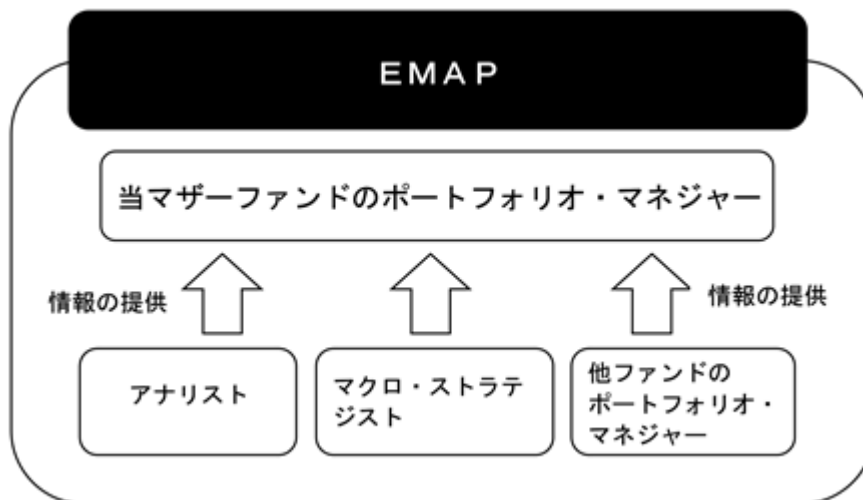 ＥＭＡＰ
当マザーファンドのポートフォリオ・マネジャー
情報の提供
情報の提供
アナリスト
マクロ・ストラテ
ジスト
他ファンドの
ポートフォリオ・
マネジャー